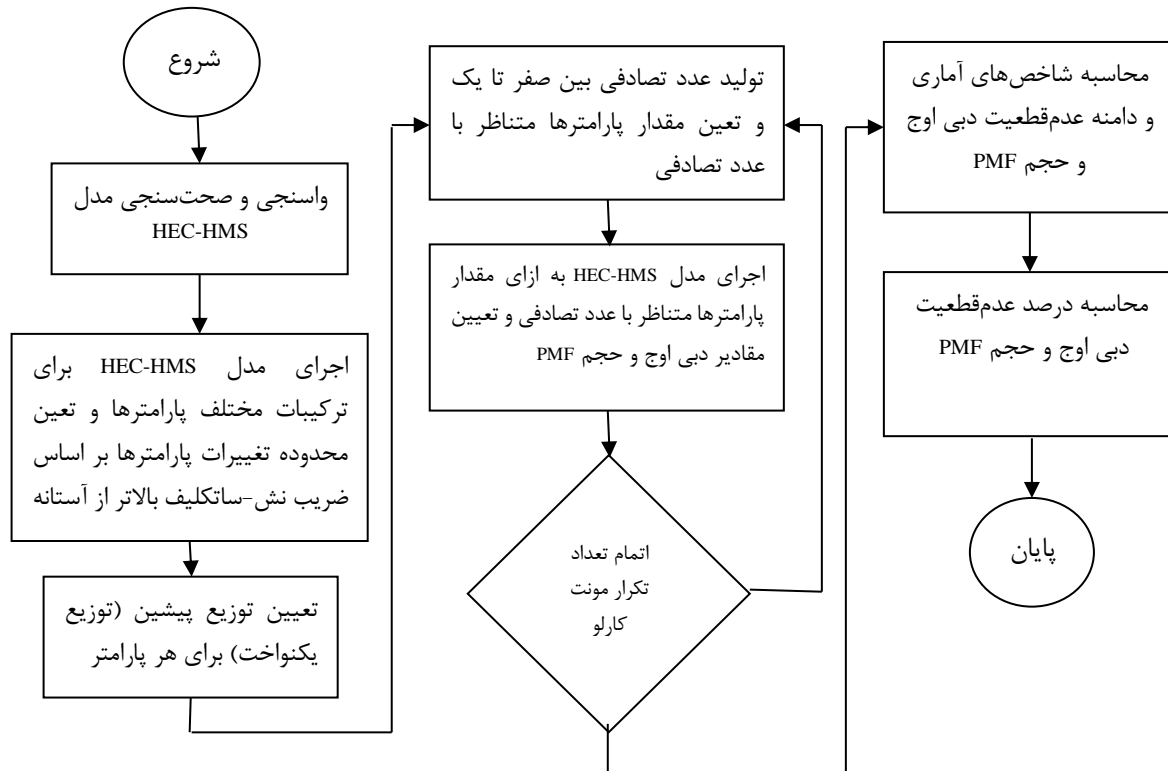 شروع
واسنجی و صحت‌سنجی مدل
HEC-HMS
اجرای مدل HEC-HMS برای
ترکیبات مختلف پارامترها و تعین
محدوده تغییرات پارامترها بر اساس
ضریب نش-ساتکلیف بالاتر از آستانه
تعیین توزیع پیشین (توزیع
یکنواخت) برای هر پارامتر
تولید عدد تصادفی بین صفر تا یک
و تعین مقدار پارامترها متناظر با
عدد تصادفی
اجرای مدل HEC-HMS به ازای مقدار
پارامترها متناظر با عدد تصادفی و تعیین
مقادیر دبی اوج و حجم PMF
اتمام تعداد
تکرار مونت
کارلو
محاسبه شاخص‌های آماری
و دامنه عدم‌قطعیت دبی اوج
و حجم PMF
محاسبه درصد عدم‌قطعیت
دبی اوج و حجم PMF
پایان